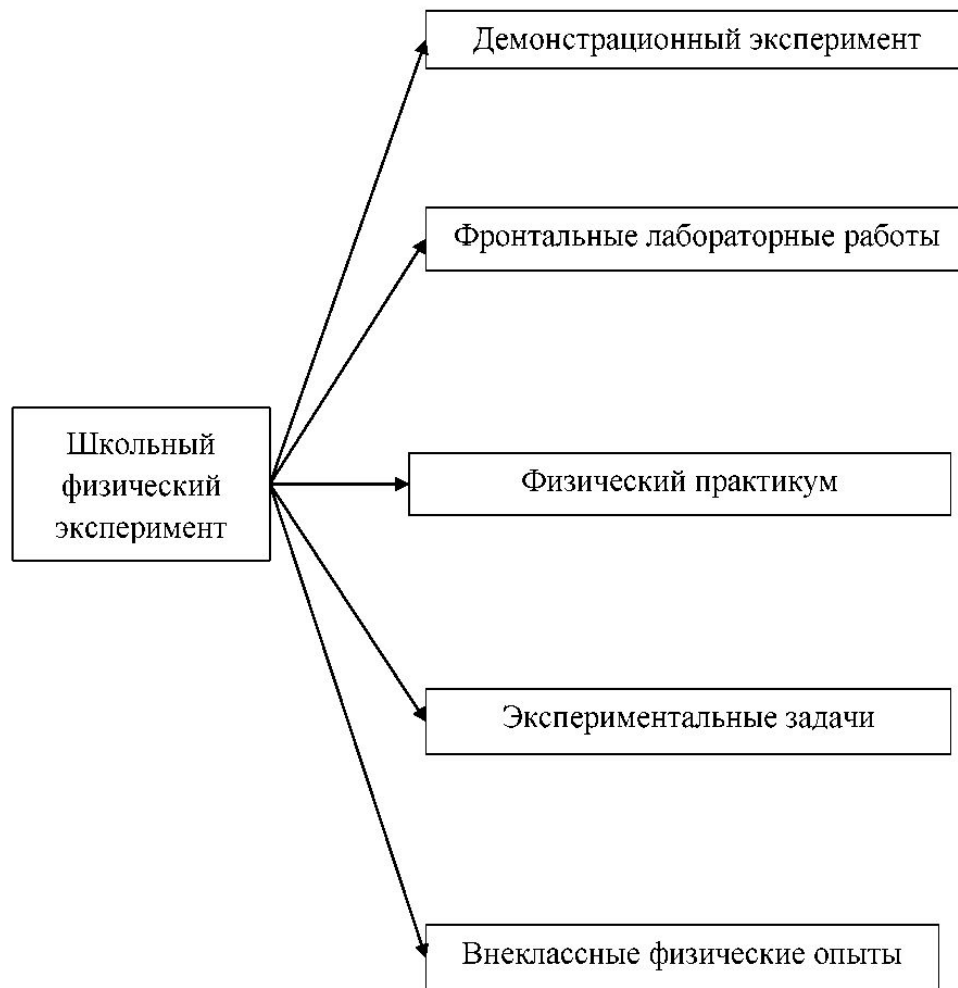 Демонстрационный эксперимент
Фронтальные лабораторные работы
Школьный
физический
эксперимент
Физический практикум
Экспериментальные задачи
Внеклассные физические опыты